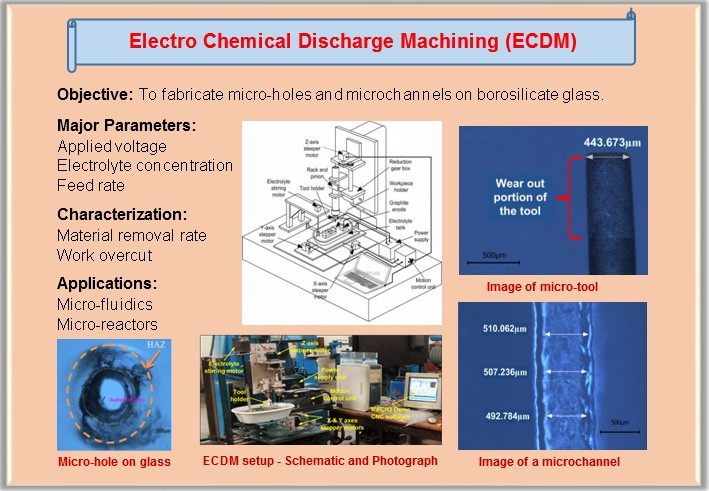 Electro Chemical Discharge Machining (ECDM)
Objective: To fabricate micro-holes and microchannels on borosilicate glass.
Major Parameters:
Applied voltage
Electrolyte concentration
Feed rate
Characterization:
Material removal rate
Work overcut
Applications:
Micro-fluidics
Micro-reactors
Z-axis
steeper
motor
Rack and
pinion
Reduction
gear box
Electrolyte
stirring
motor
Tool holder
Workpiece
holder
Graphite
anode
Electrolyte
tank
Y-axis
stepper
motor
Power
supply
X-axis
steeper
motor
Motion
control unit
443.673µm
Wear out
portion of
the tool
500µm
Image of micro-tool
HAZ
Micro-hole on glass
Z axis
stepper motor
Electrolyte
stirring motor
Power
supply unit
Motion
control unit
Tool
holder
X & Y axes
stepper motors
MACH3 Demo
CNC software
ECDM setup - Schematic and Photograph
510.062µm
507.236µm
492.784µm
500µm
Image of a microchannel